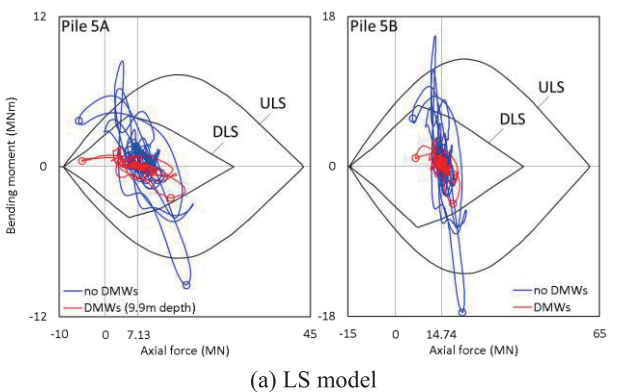 12
Pile 5A
ULS
DLS
0
Bending moment (MNm)
no DMWs
DMWs (9.9m depth)
-12
-10
0
7.13
45
Axial force (MN)
18
Pile 5B
ULS
DLS
0
no DMWs
DMWs
-18
-15
0
14.74
65
Axial force (MN)
(a) LS model